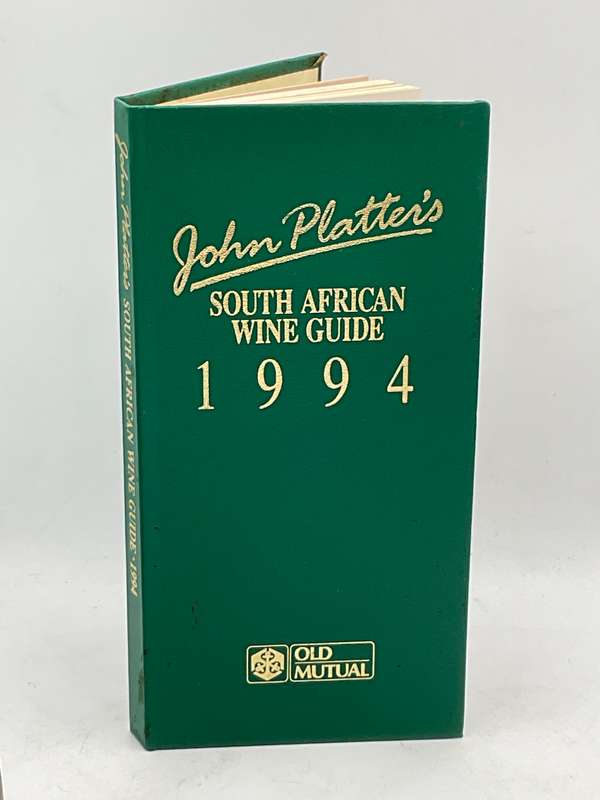 John Platter's
SOUTH AFRICAN
WINE GUIDE
1994
OLD
MUTUAL
John Platter's SOUTH AFRICAN WINE GUIDE · 1994